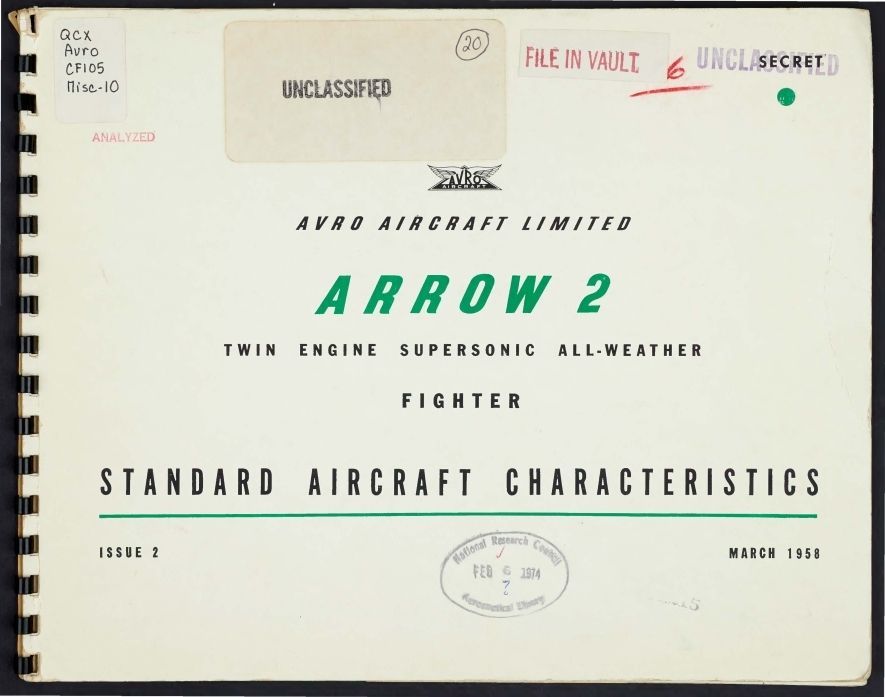 QCX
Avro
CF105
Misc-10
20
UNCLASSIFIED
FILE IN VAULT
6
UNCLASSIFIED
SECRET
ANALYZED
AVRO
AIRCRAFT
AVRO AIRCRAFT LIMITED
ARROW 2
TWIN ENGINE SUPERSONIC ALL-WEATHER
FIGHTER
STANDARD AIRCRAFT CHARACTERISTICS
ISSUE 2
MARCH 1958
National Research Council
FEB 6 1974
?
Aeronautical Library